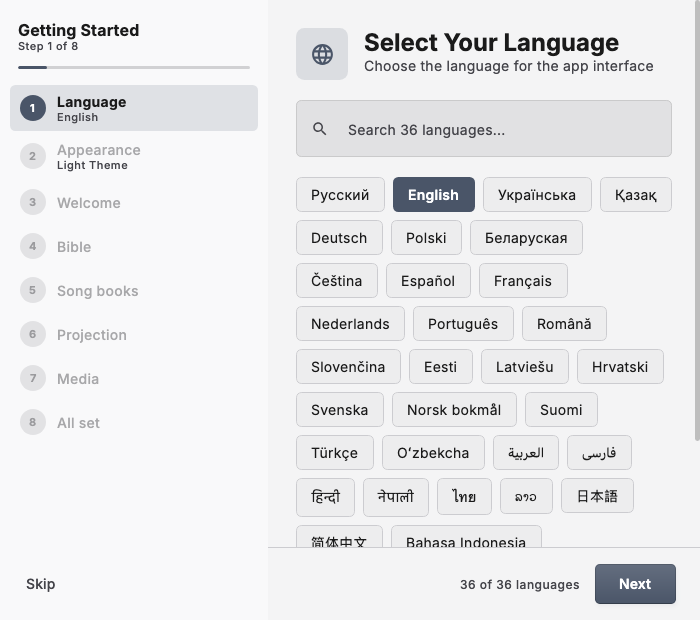 Getting Started
Step 1 of 8
1
Language
English
2
Appearance
Light Theme
3
Welcome
4
Bible
5
Song books
6
Projection
7
Media
8
All set
Skip
Select Your Language
Choose the language for the app interface
Search 36 languages...
Русский English Українська Қазақ
Deutsch Polski Беларуская
Čeština Español Français
Nederlands Português Română
Slovenčina Eesti Latviešu Hrvatski
Svenska Norsk bokmål Suomi
Türkçe Oʻzbekcha العربية فارسی
हिन्दी नेपाली ไทย ລາວ 日本語
简体中文 Bahasa Indonesia
36 of 36 languages
Next